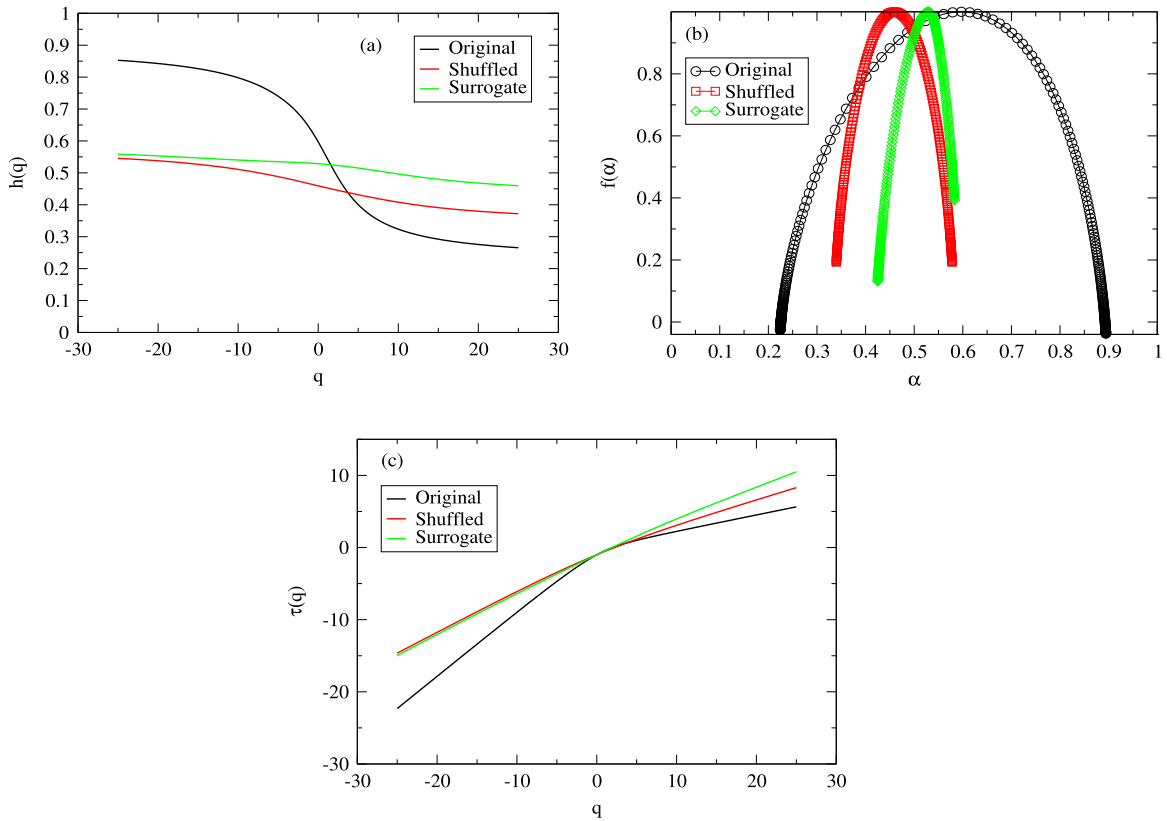 (a)
Original
Shuffled
Surrogate
1
0.9
0.8
0.7
0.6
0.5
0.4
0.3
0.2
0.1
0
h(q)
-30 -20 -10 0 10 20 30
q
(b)
Original
Shuffled
Surrogate
1
0.8
0.6
0.4
0.2
0
f(α)
0 0.1 0.2 0.3 0.4 0.5 0.6 0.7 0.8 0.9 1
α
(c)
Original
Shuffled
Surrogate
10
0
-10
-20
-30
τ(q)
-30 -20 -10 0 10 20 30
q